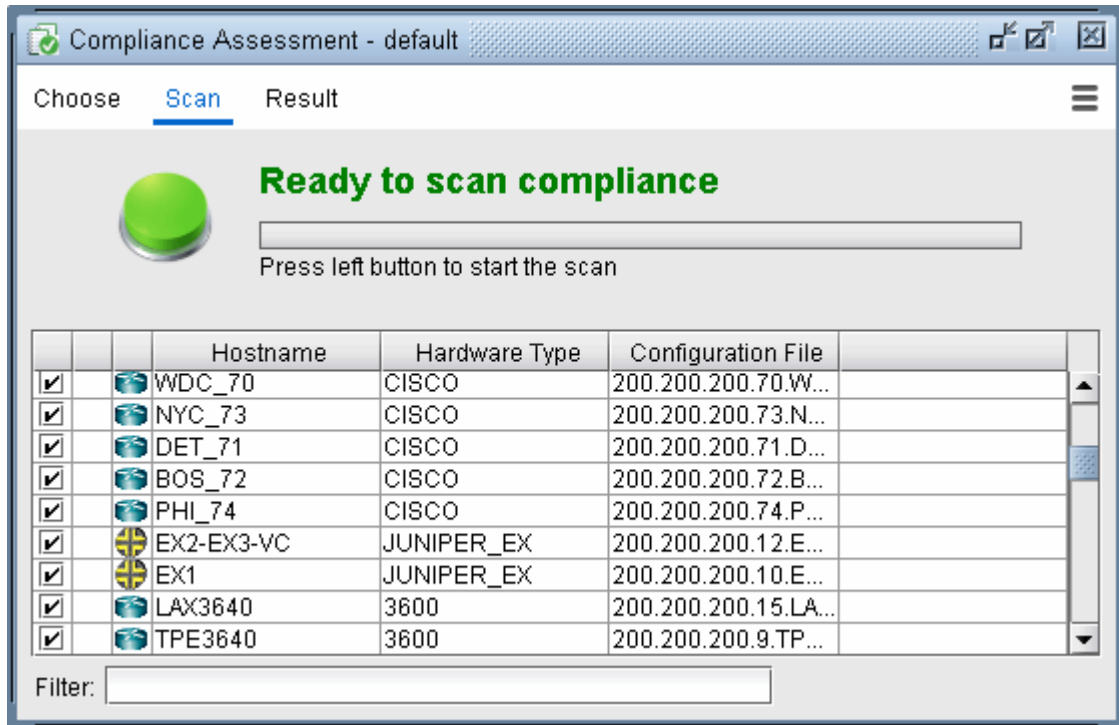 Compliance Assessment - default
Choose Scan Result
Ready to scan compliance
Press left button to start the scan
Hostname Hardware Type Configuration File
WDC_70 CISCO 200.200.200.70.W...
NYC_73 CISCO 200.200.200.73.N...
DET_71 CISCO 200.200.200.71.D...
BOS_72 CISCO 200.200.200.72.B...
PHI_74 CISCO 200.200.200.74.P...
EX2-EX3-VC JUNIPER_EX 200.200.200.12.E...
EX1 JUNIPER_EX 200.200.200.10.E...
LAX3640 3600 200.200.200.15.LA...
TPE3640 3600 200.200.200.9.TP...
Filter: